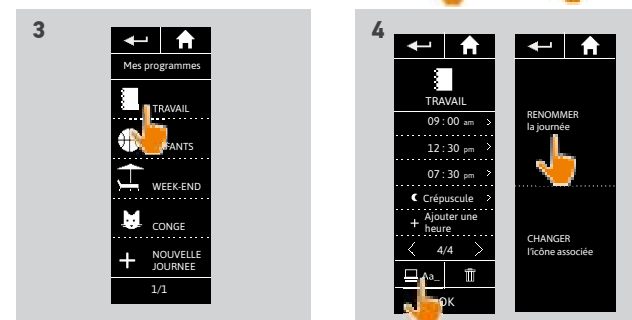 3
Mes programmes
TRAVAIL
FANTS
WEEK-END
CONGE
+ NOUVELLE
JOURNEE
1/1
4
TRAVAIL
09 : 00 am >
12 : 30 pm >
07 : 30 pm >
Crépuscule >
+ Ajouter une
heure
< 4/4 >
Aa_
OK
RENOMMER
la journée
CHANGER
l'icône associée